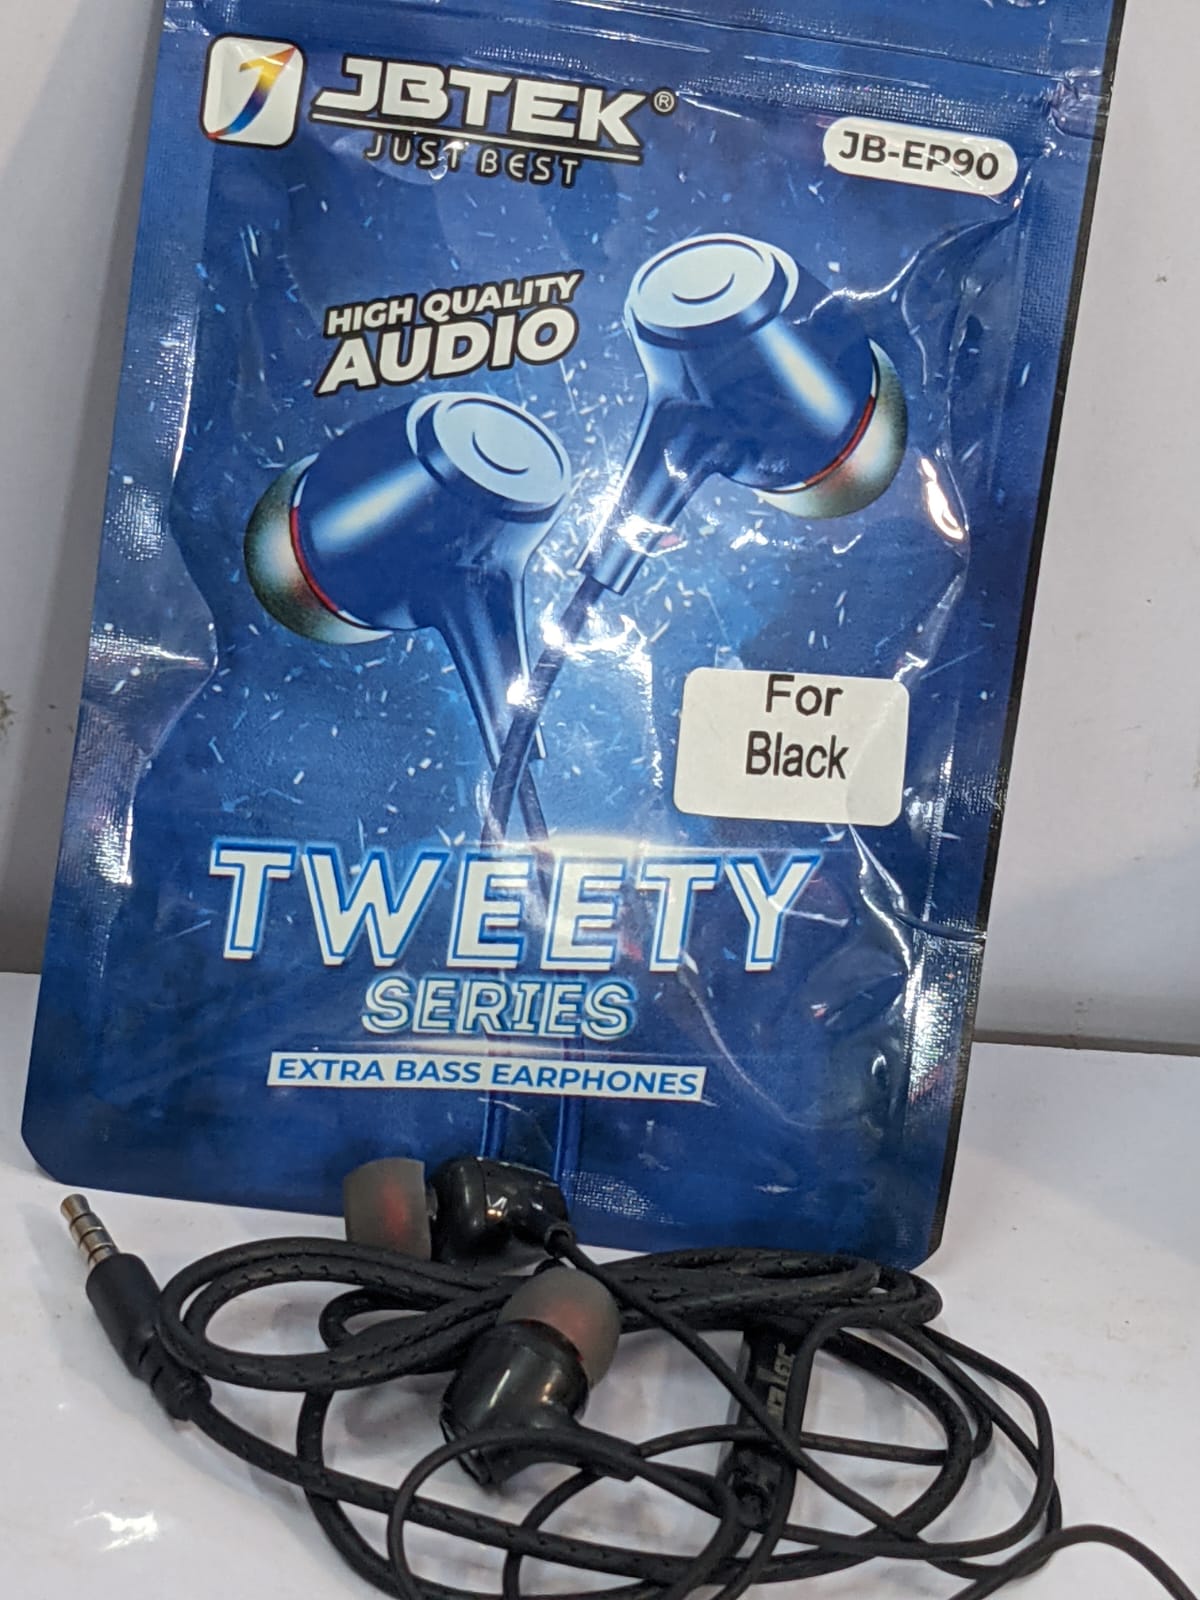 JBTEK®
JUST BEST
JB-EP90
HIGH QUALITY
AUDIO
For
Black
TWEETY
SERIES
EXTRA BASS EARPHONES